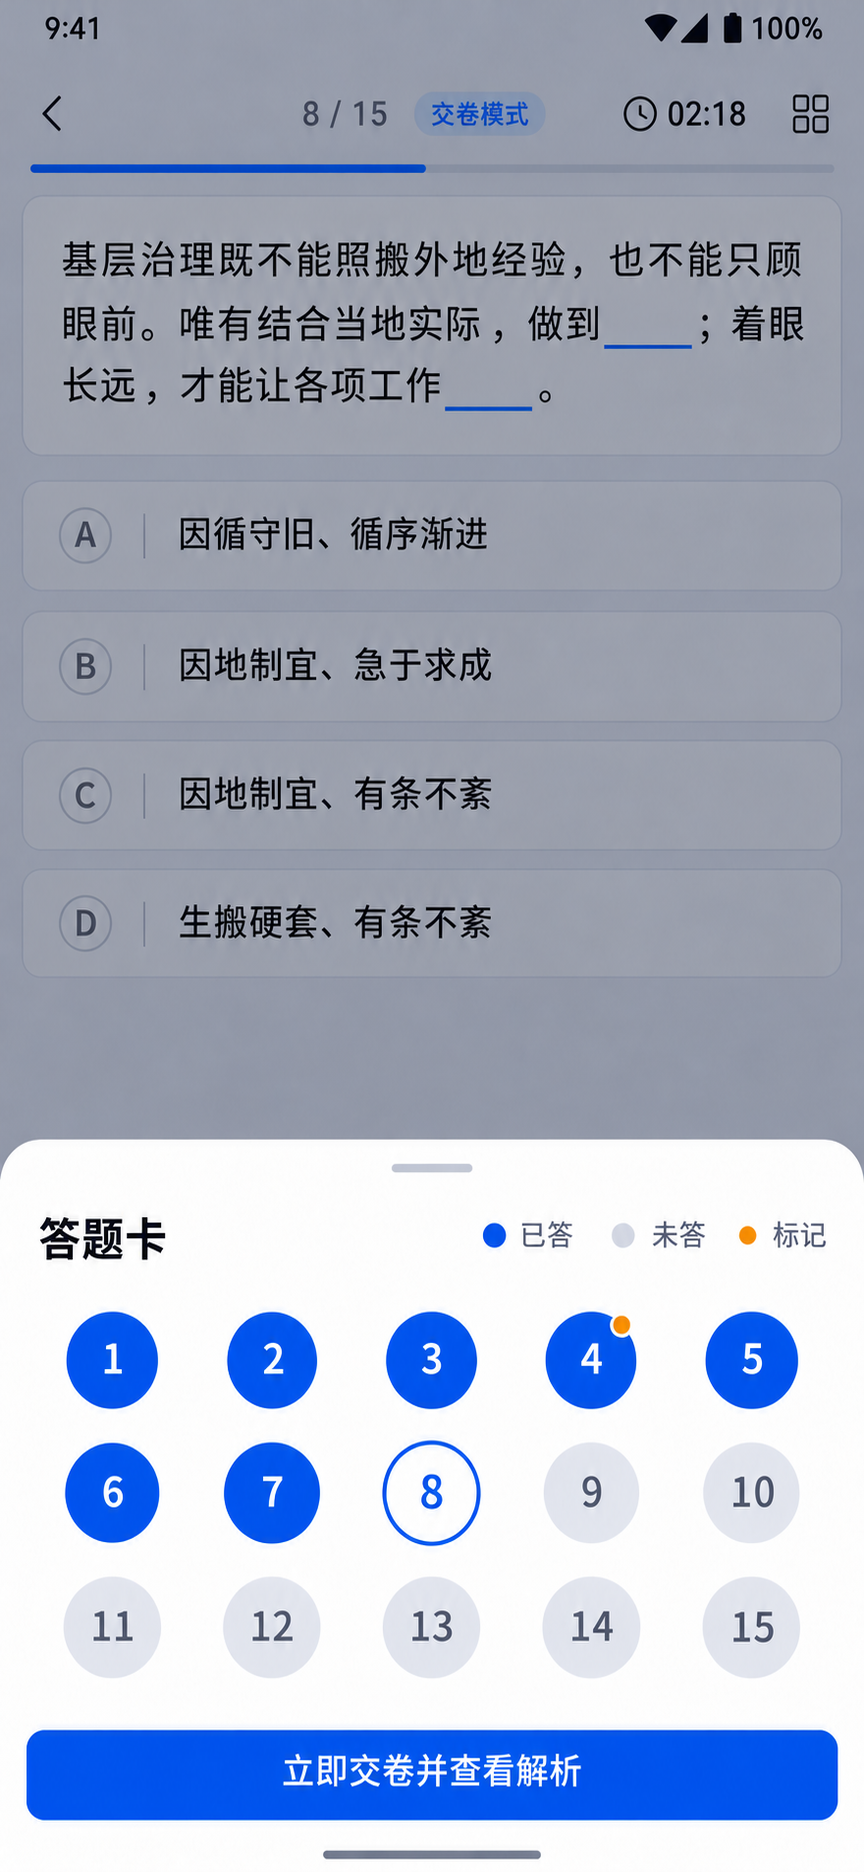 9:41 100%
8 / 15 交卷模式 02:18
基层治理既不能照搬外地经验，也不能只顾
眼前。唯有结合当地实际，做到____；着眼
长远，才能让各项工作____。
A 因循守旧、循序渐进
B 因地制宜、急于求成
C 因地制宜、有条不紊
D 生搬硬套、有条不紊
答题卡 已答 未答 标记
1 2 3 4 5
6 7 8 9 10
11 12 13 14 15
立即交卷并查看解析